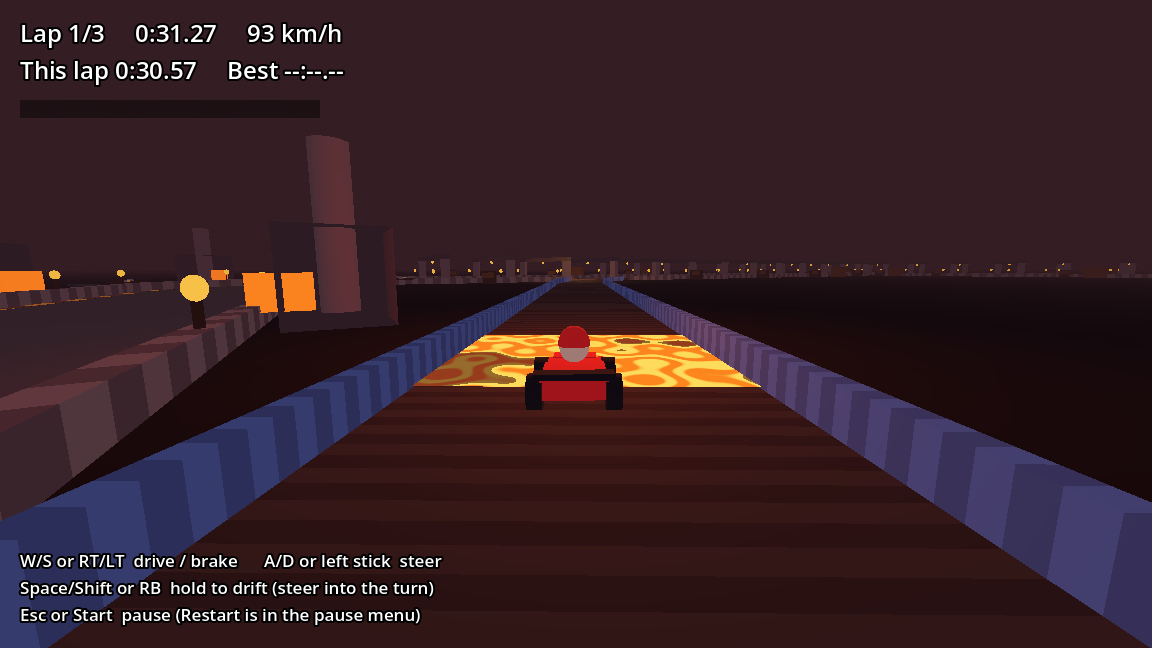 Lap 1/3 0:31.27 93 km/h
This lap 0:30.57 Best --:--.--
W/S or RT/LT drive / brake A/D or left stick steer
Space/Shift or RB hold to drift (steer into the turn)
Esc or Start pause (Restart is in the pause menu)